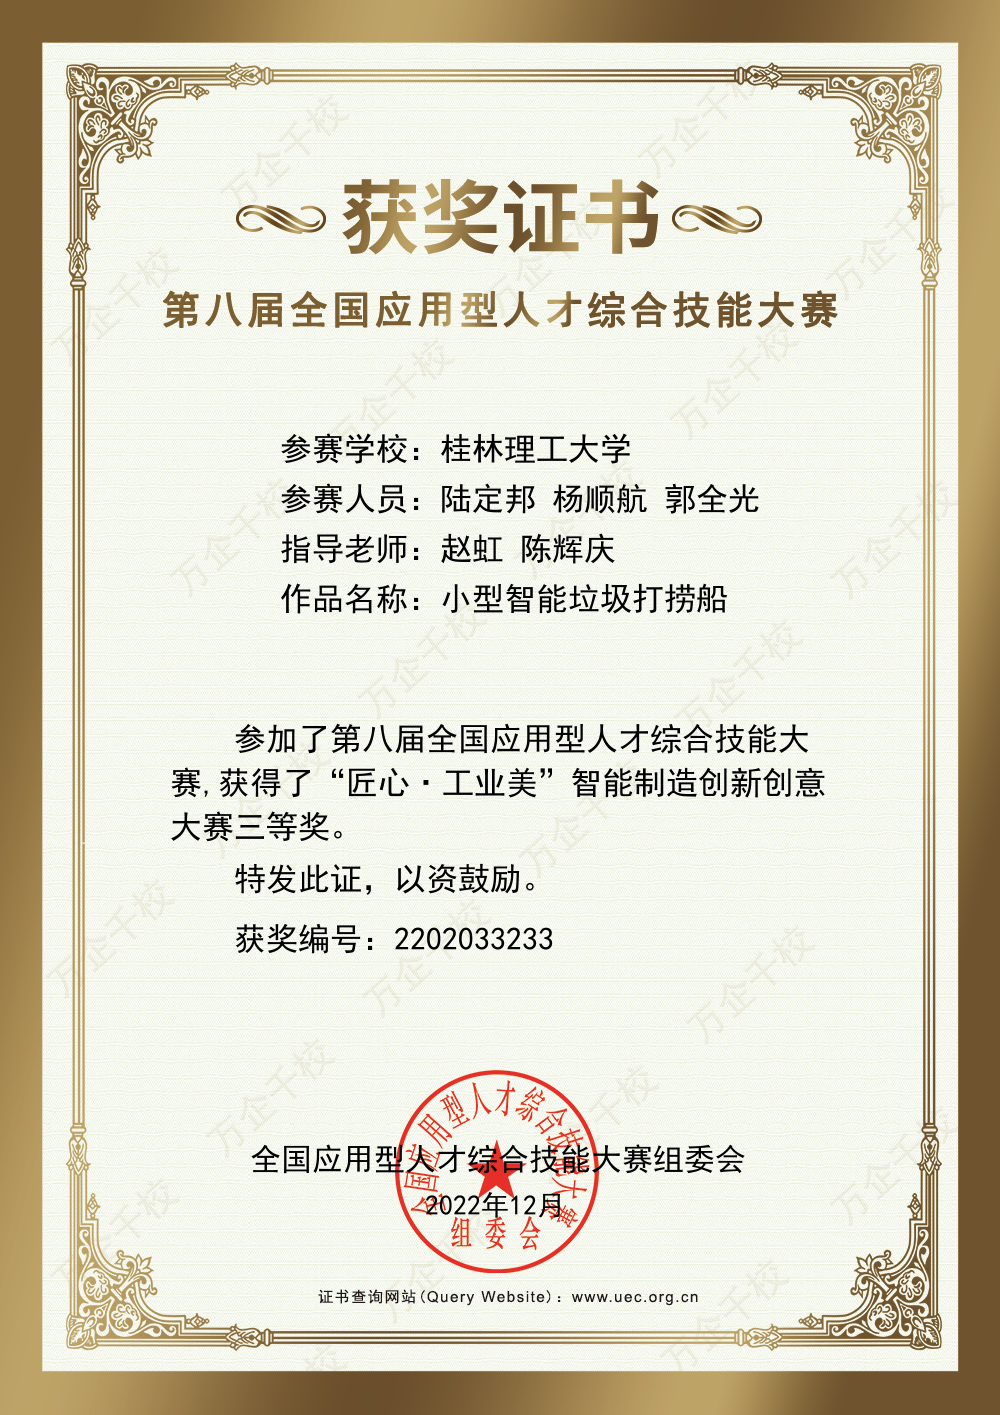 获奖证书
第八届全国应用型人才综合技能大赛
参赛学校：桂林理工大学
参赛人员：陆定邦 杨顺航 郭全光
指导老师：赵虹 陈辉庆
作品名称：小型智能垃圾打捞船
参加了第八届全国应用型人才综合技能大
赛,获得了“匠心·工业美”智能制造创新创意
大赛三等奖。
特发此证，以资鼓励。
获奖编号：2202033233
全国应用型人才综合技能大赛
组委会
全国应用型人才综合技能大赛组委会
2022年12月
证书查询网站(Query Website)：www.uec.org.cn
万企千校